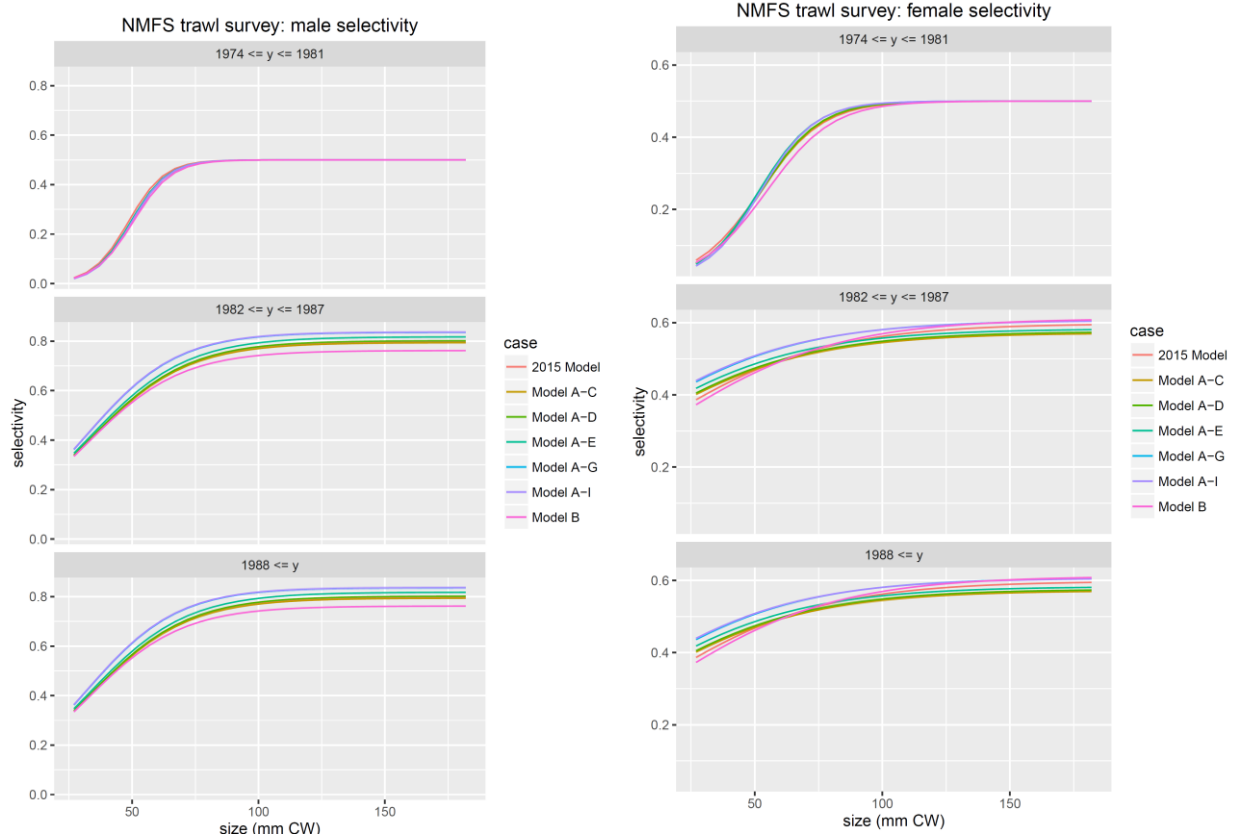 NMFS trawl survey: male selectivity
1974 <= y <= 1981
0.8
0.6
0.4
0.2
0.0
1982 <= y <= 1987
0.8
0.6
0.4
0.2
0.0
1988 <= y
0.8
0.6
0.4
0.2
0.0
50 100 150
size (mm CW)
selectivity
case
2015 Model
Model A−C
Model A−D
Model A−E
Model A−G
Model A−I
Model B
NMFS trawl survey: female selectivity
1974 <= y <= 1981
0.6
0.4
0.2
1982 <= y <= 1987
0.6
0.4
0.2
1988 <= y
0.6
0.4
0.2
50 100 150
size (mm CW)
selectivity
case
2015 Model
Model A−C
Model A−D
Model A−E
Model A−G
Model A−I
Model B